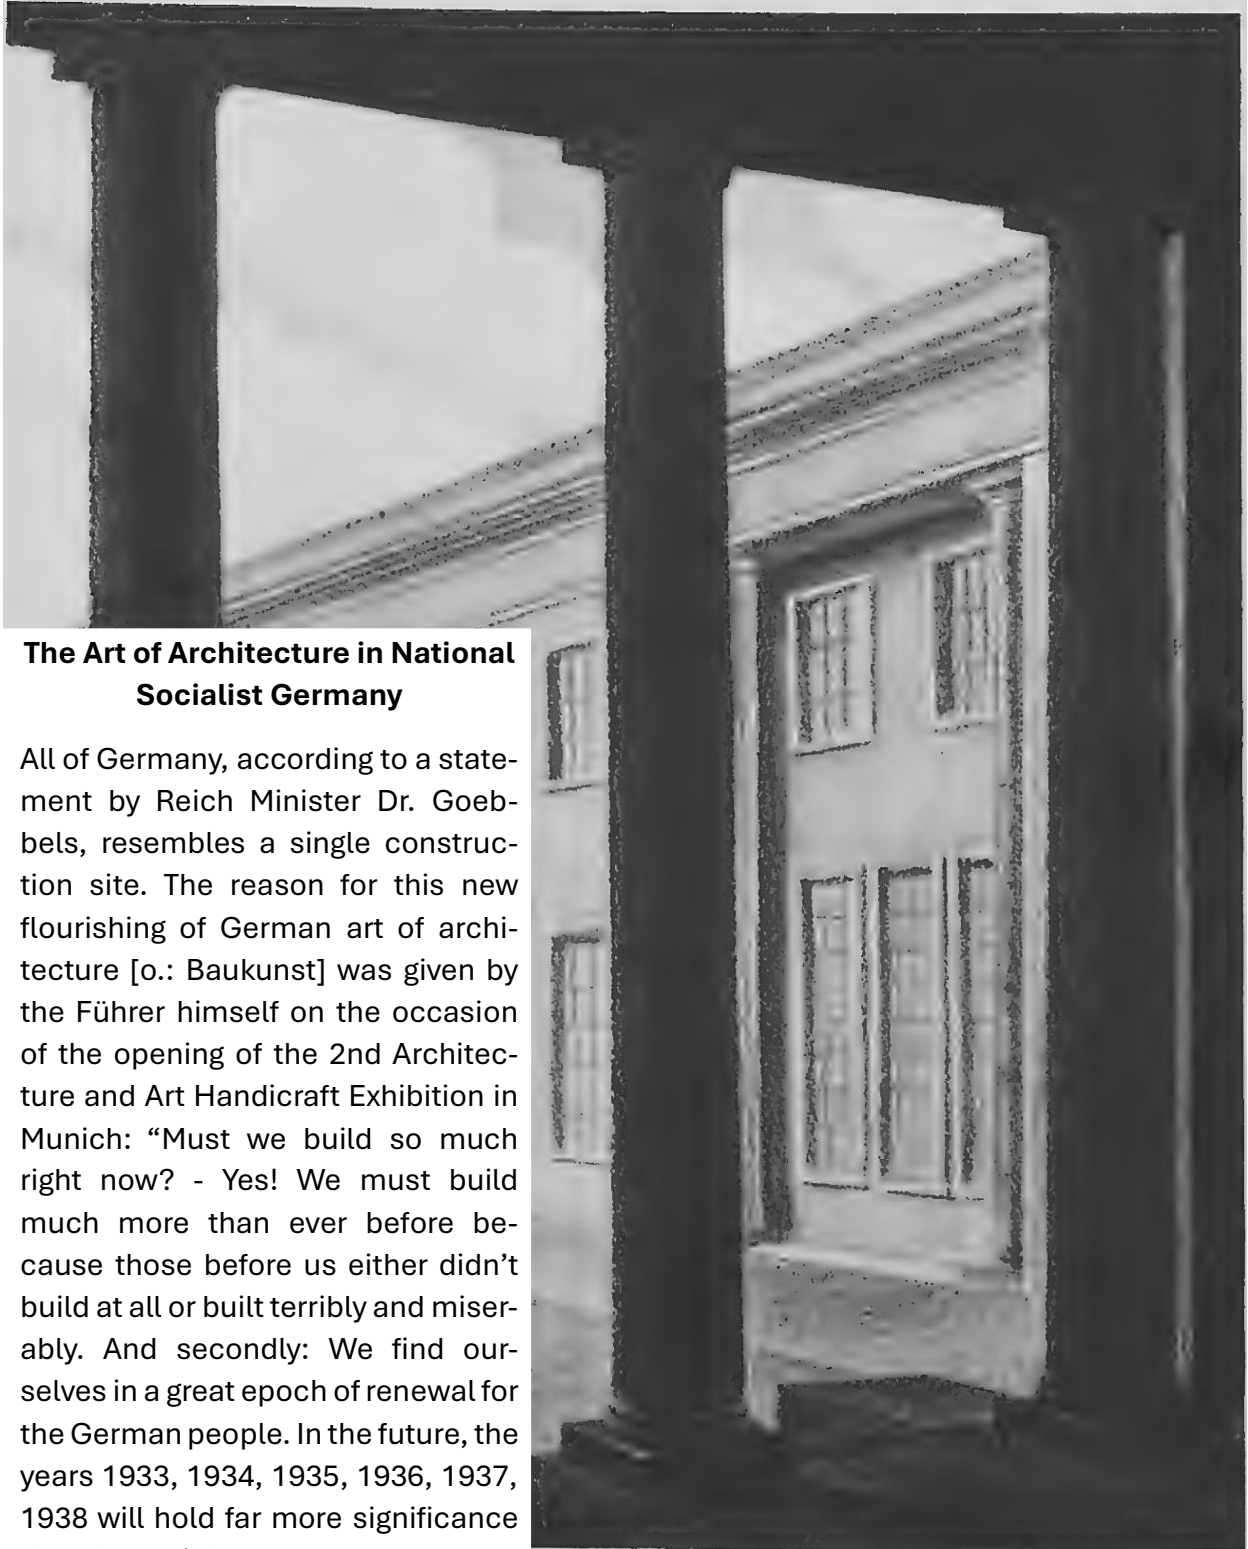 The Art of Architecture in National
Socialist Germany
All of Germany, according to a state-
ment by Reich Minister Dr. Goeb-
bels, resembles a single construc-
tion site. The reason for this new
flourishing of German art of archi-
tecture [o.: Baukunst] was given by
the Führer himself on the occasion
of the opening of the 2nd Architec-
ture and Art Handicraft Exhibition in
Munich: “Must we build so much
right now? - Yes! We must build
much more than ever before be-
cause those before us either didn’t
build at all or built terribly and miser-
ably. And secondly: We find our-
selves in a great epoch of renewal for
the German people. In the future, the
years 1933, 1934, 1935, 1936, 1937,
1938 will hold far more significance